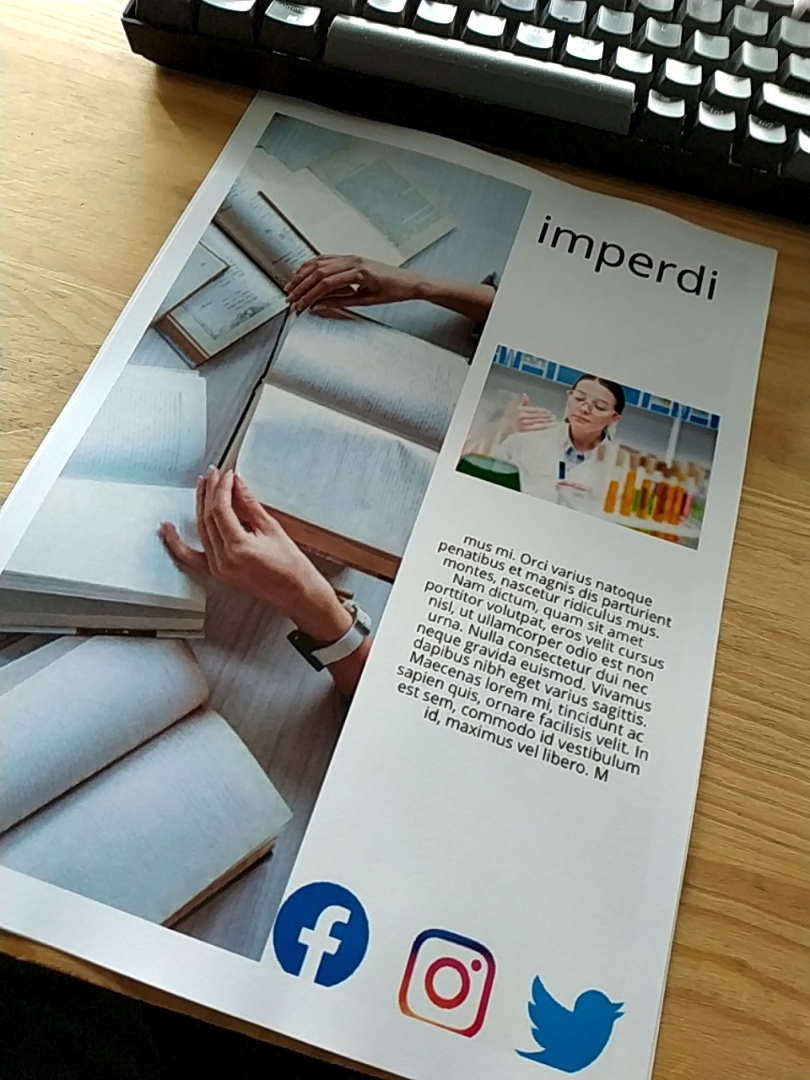 imperdi
mus mi. Orci varius natoque
penatibus et magnis dis parturient
montes, nascetur ridiculus mus.
Nam dictum, quam sit amet
porttitor volutpat, eros velit cursus
nisl, ut ullamcorper odio est non
urna. Nulla consectetur dui nec
neque gravida euismod. Vivamus
dapibus nibh eget varius sagittis.
Maecenas lorem mi, tincidunt ac
sapien quis, ornare facilisis velit. In
est sem, commodo id vestibulum
id, maximus vel libero. M